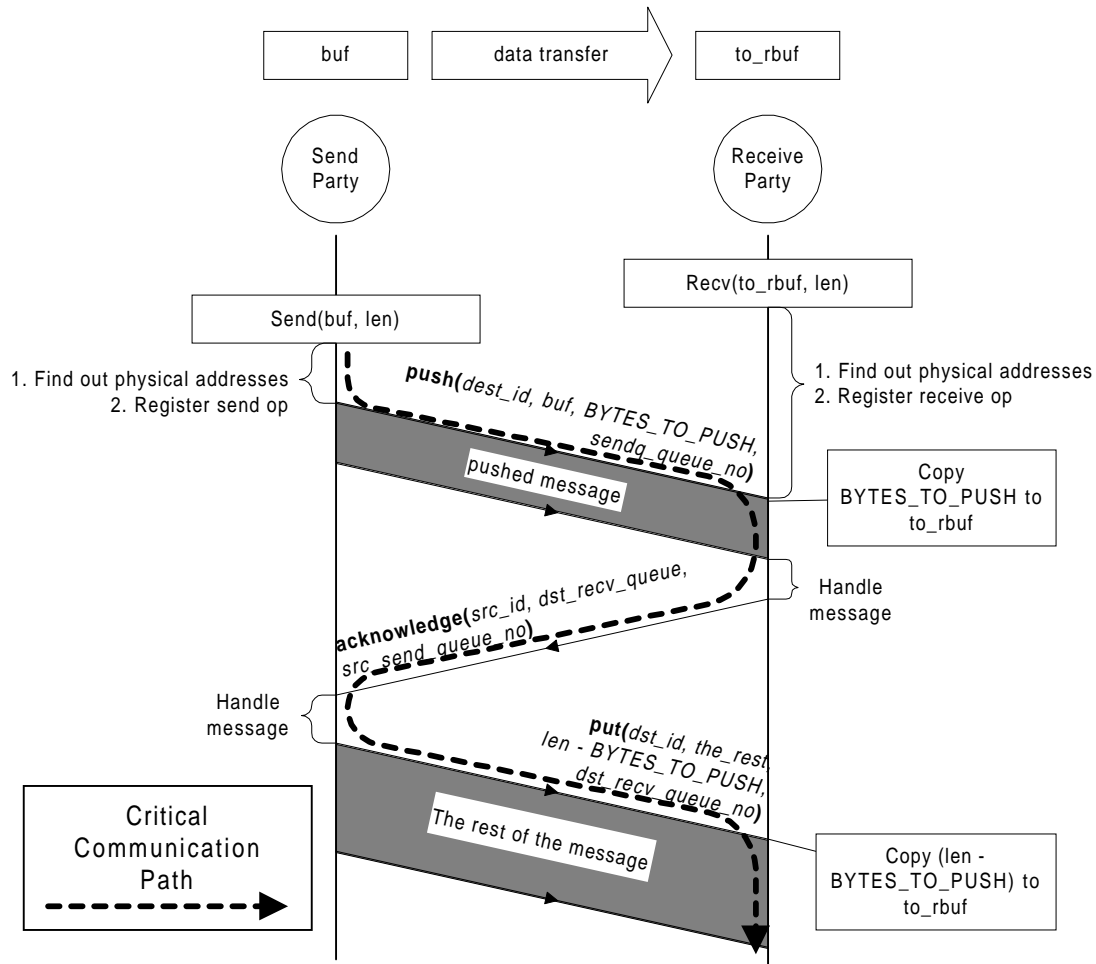 buf
data transfer
to_rbuf
Send
Party
Receive
Party
Recv(to_rbuf, len)
Send(buf, len)
1. Find out physical addresses
2. Register send op
push(dest_id, buf, BYTES_TO_PUSH,
sendq_queue_no)
1. Find out physical addresses
2. Register receive op
pushed message
Copy
BYTES_TO_PUSH to
to_rbuf
Handle
message
acknowledge(src_id, dst_recv_queue,
src_send_queue_no)
Handle
message
put(dst_id, the_rest,
len - BYTES_TO_PUSH,
dst_recv_queue_no)
The rest of the message
Critical
Communication
Path
Copy (len -
BYTES_TO_PUSH) to
to_rbuf